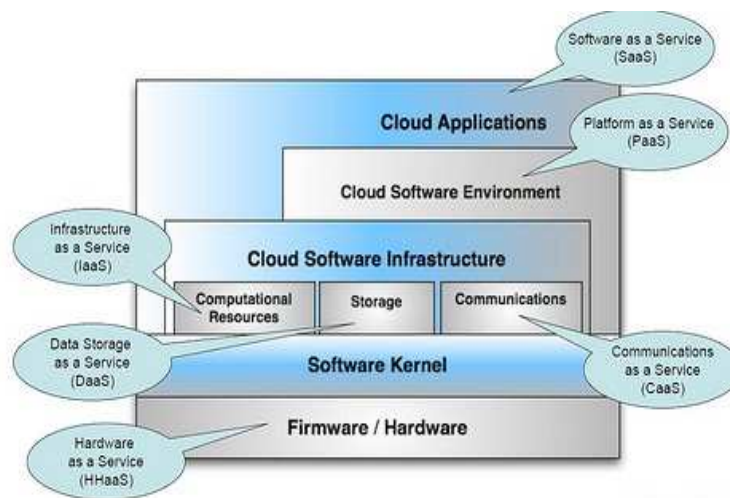 Software as a Service
(SaaS)
Cloud Applications
Platform as a Service
(PaaS)
Cloud Software Environment
Infrastructure
as a Service
(IaaS)
Cloud Software Infrastructure
Computational
Resources
Storage
Communications
Data Storage
as a Service
(DaaS)
Software Kernel
Communications
as a Service
(CaaS)
Firmware / Hardware
Hardware
as a Service
(HHaaS)